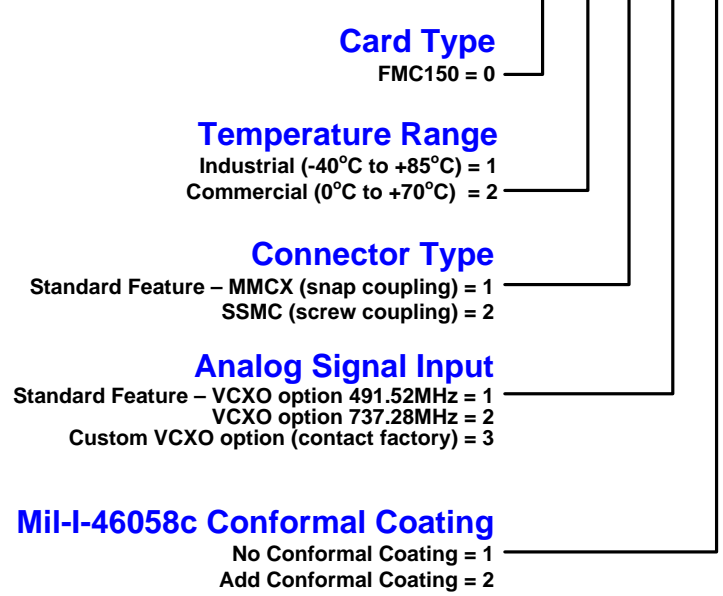 Card Type
FMC150 = 0
Temperature Range
Industrial (-40°C to +85°C) = 1
Commercial (0°C to +70°C) = 2
Connector Type
Standard Feature – MMCX (snap coupling) = 1
SSMC (screw coupling) = 2
Analog Signal Input
Standard Feature – VCXO option 491.52MHz = 1
VCXO option 737.28MHz = 2
Custom VCXO option (contact factory) = 3
Mil-I-46058c Conformal Coating
No Conformal Coating = 1
Add Conformal Coating = 2